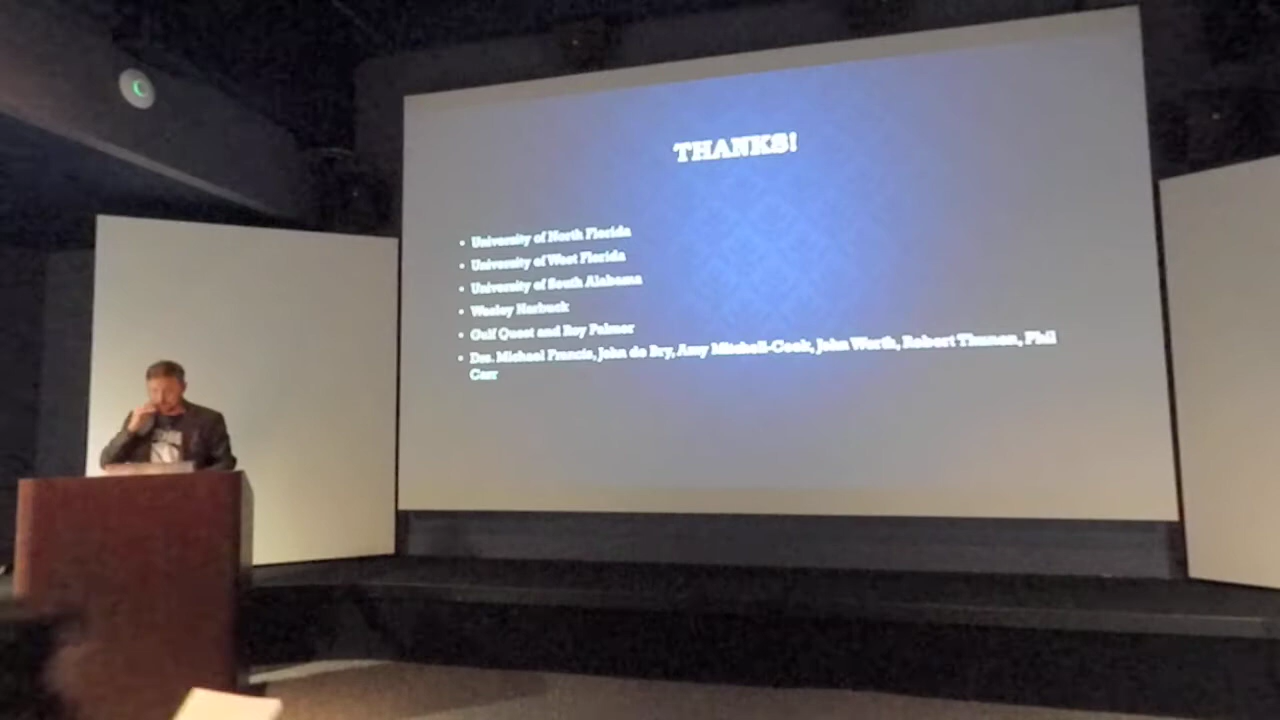 THANKS!
• University of North Florida
• University of West Florida
• University of South Alabama
• Wesley Harbuck
• Gulf Quest and Roy Palmer
• Drs. Michael Francis, John de Bry, Amy Mitchell-Cook, John Worth, Robert Thunen, Phil
Carr